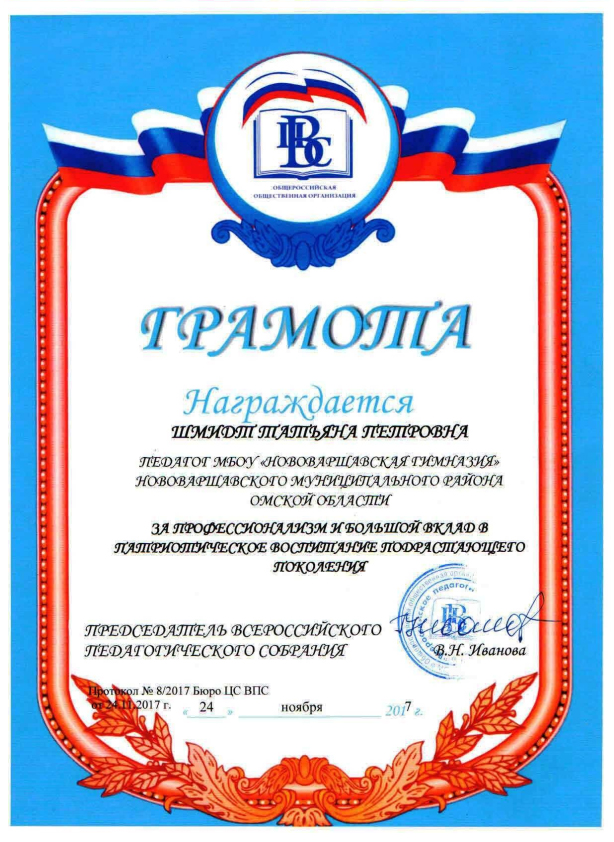 ВПС
ОБЩЕРОССИЙСКАЯ
ОБЩЕСТВЕННАЯ ОРГАНИЗАЦИЯ
ГРАМОТА
Награждается
ШМИДТ ТАТЬЯНА ПЕТРОВНА
ПЕДАГОГ МБОУ «НОВОВАРШАВСКАЯ ГИМНАЗИЯ»
НОВОВАРШАВСКОГО МУНИЦИПАЛЬНОГО РАЙОНА
ОМСКОЙ ОБЛАСТИ
ЗА ПРОФЕССИОНАЛИЗМ И БОЛЬШОЙ ВКЛАД В
ПАТРИОТИЧЕСКОЕ ВОСПИТАНИЕ ПОДРАСТАЮЩЕГО
ПОКОЛЕНИЯ
ПРЕДСЕДАТЕЛЬ ВСЕРОССИЙСКОГО
ПЕДАГОГИЧЕСКОГО СОБРАНИЯ
В.Н. Иванова
Протокол № 8/2017 Бюро ЦС ВПС
от 24.11.2017 г.
« 24 » ноября 2017 г.